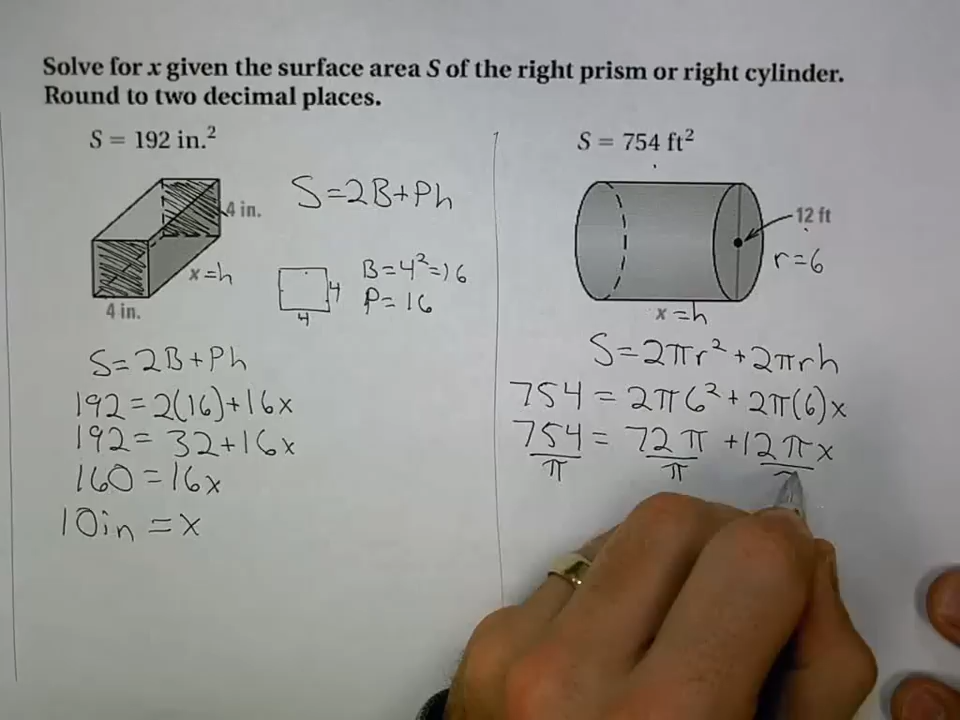 Solve for x given the surface area S of the right prism or right cylinder.
Round to two decimal places.
S = 192 in.²
4 in.
x = h
4 in.
S=2B+Ph
4
4
B=4²=16
P=16
S=2B+Ph
192=2(16)+16x
192=32+16x
160=16x
10in=x
S = 754 ft²
12 ft
r=6
x = h
S=2πr²+2πrh
754=2π6²+2π(6)x
754/π = 72π/π + 12πx